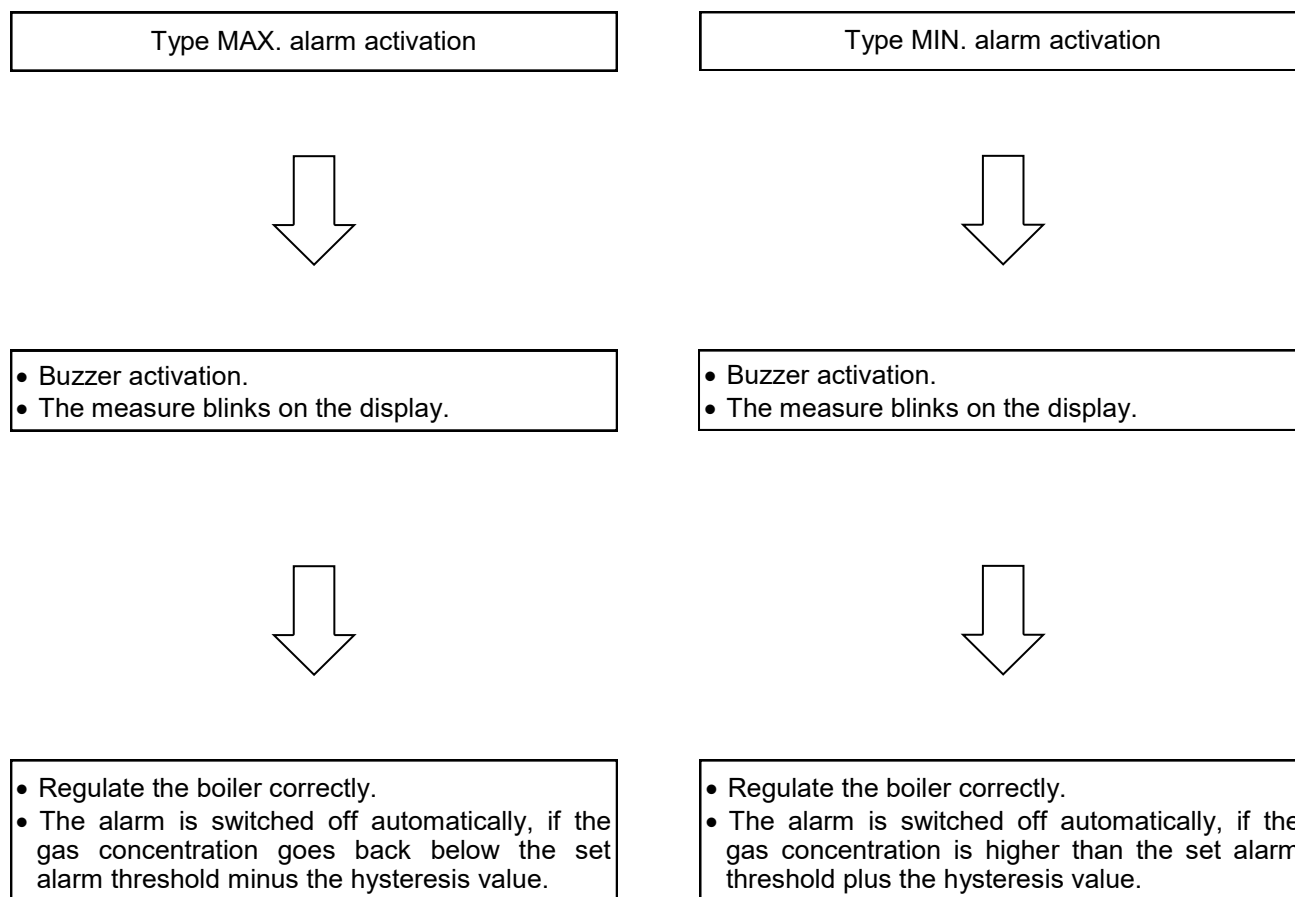 Type MAX. alarm activation
Type MIN. alarm activation
• Buzzer activation.
• The measure blinks on the display.
• Buzzer activation.
• The measure blinks on the display.
• Regulate the boiler correctly.
• The alarm is switched off automatically, if the
gas concentration goes back below the set
alarm threshold minus the hysteresis value.
• Regulate the boiler correctly.
• The alarm is switched off automatically, if the
gas concentration is higher than the set alarm
threshold plus the hysteresis value.